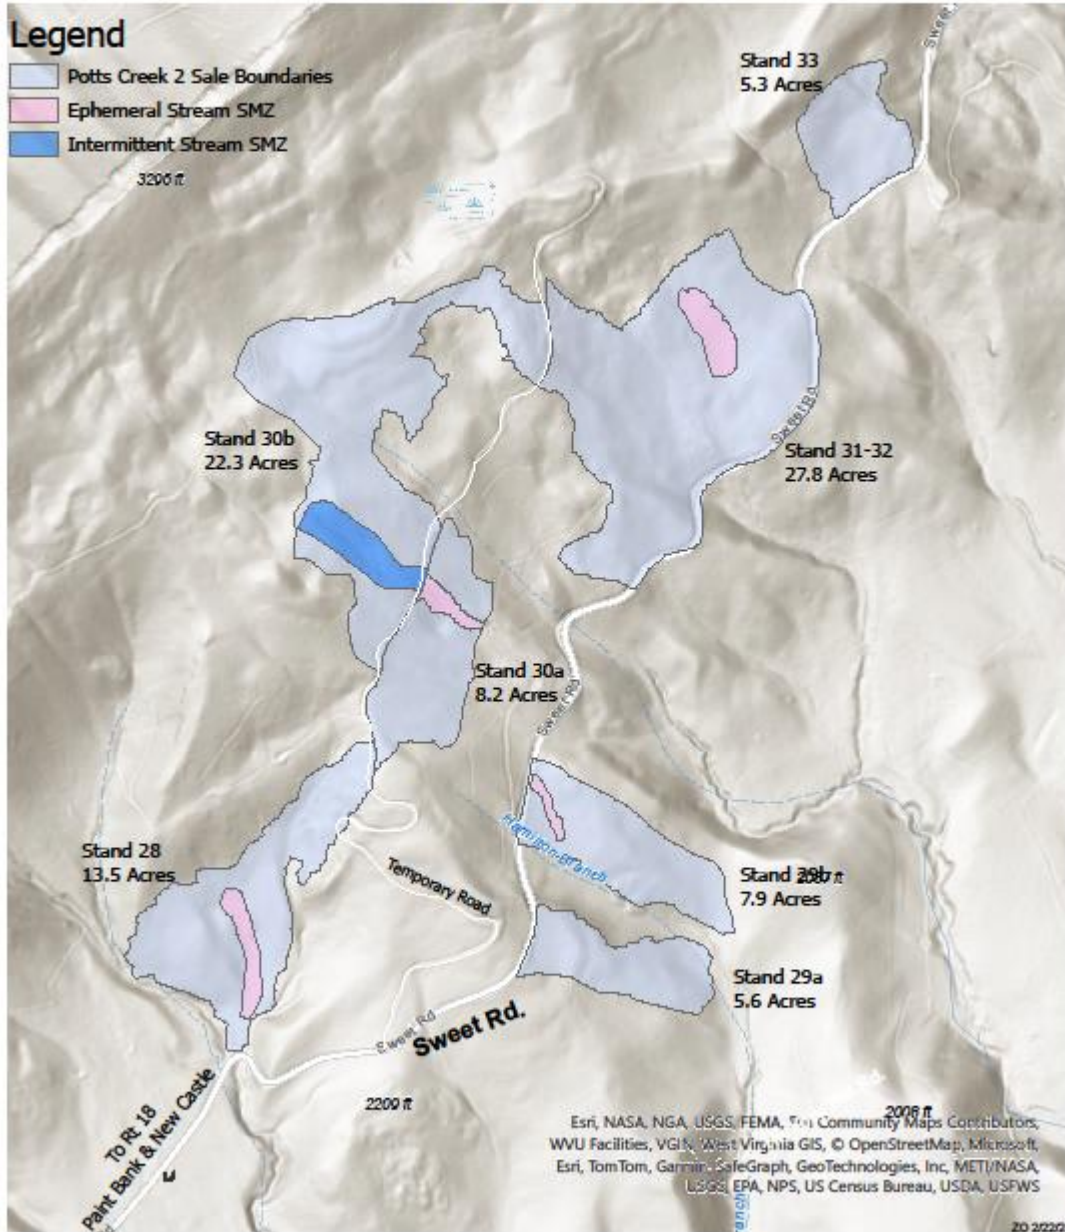 Legend
Potts Creek 2 Sale Boundaries
Ephemeral Stream SMZ
Intermittent Stream SMZ
3296 ft
Sweet
Stand 33
5.3 Acres
Sweet Rd
Stand 30b
22.3 Acres
Stand 31-32
27.8 Acres
Stand 30a
8.2 Acres
Sweet Rd
Stand 28
13.5 Acres
Temporary Road
Hamilton Branch
Stand 29b
7.9 Acres
Stand 29a
5.6 Acres
Sweet Rd
Sweet Rd.
To Rt 18
Paint Bank & New Castle
2209 ft
2008 ft
Esri, NASA, NGA, USGS, FEMA, Community Maps Contributors,
WVU Facilities, VGIN, West Virginia GIS, © OpenStreetMap, Microsoft,
Esri, TomTom, Garmin, SafeGraph, GeoTechnologies, Inc, METI/NASA,
USGS, EPA, NPS, US Census Bureau, USDA, USFWS